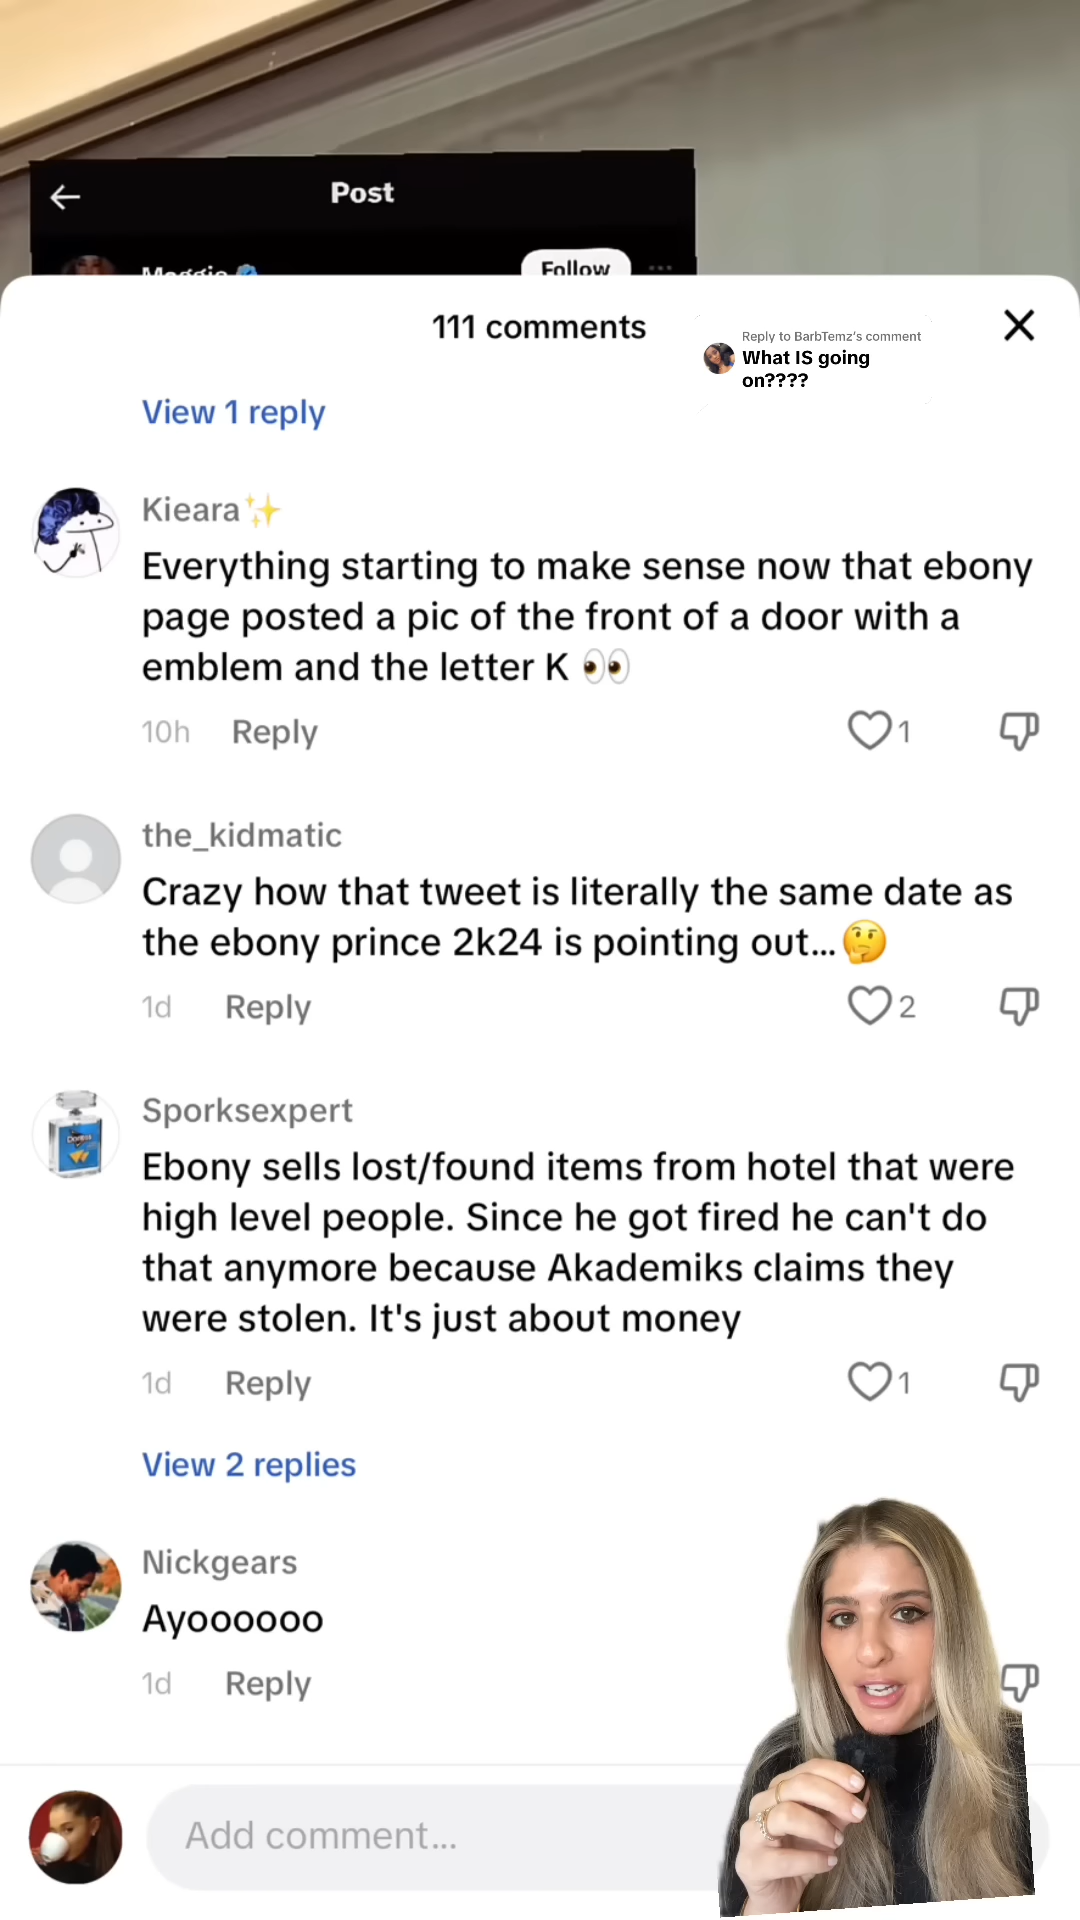 Post
Maggie
Follow
111 comments
Reply to BarbTemz's comment
What IS going
on????
View 1 reply
Kieara✨
Everything starting to make sense now that ebony
page posted a pic of the front of a door with a
emblem and the letter K 👀
10h Reply 1
the_kidmatic
Crazy how that tweet is literally the same date as
the ebony prince 2k24 is pointing out...🤔
1d Reply 2
Sporksexpert
Ebony sells lost/found items from hotel that were
high level people. Since he got fired he can't do
that anymore because Akademiks claims they
were stolen. It's just about money
1d Reply 1
View 2 replies
Nickgears
Ayoooooo
1d Reply
Add comment...